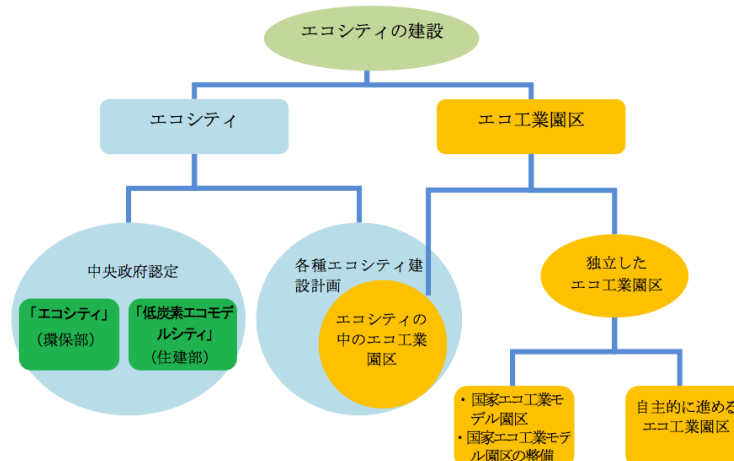 エコシティの建設
エコシティ
エコ工業園区
中央政府認定
「エコシティ」
（環保部）
「低炭素エコモデ
ルシティ」
（住建部）
各種エコシティ建
設計画
エコシティの
中のエコ工業
園区
独立した
エコ工業園区
・国家エコ工業モ
デル園区
・国家エコ工業モデ
ル園区の整備
自主的に進める
エコ工業園区